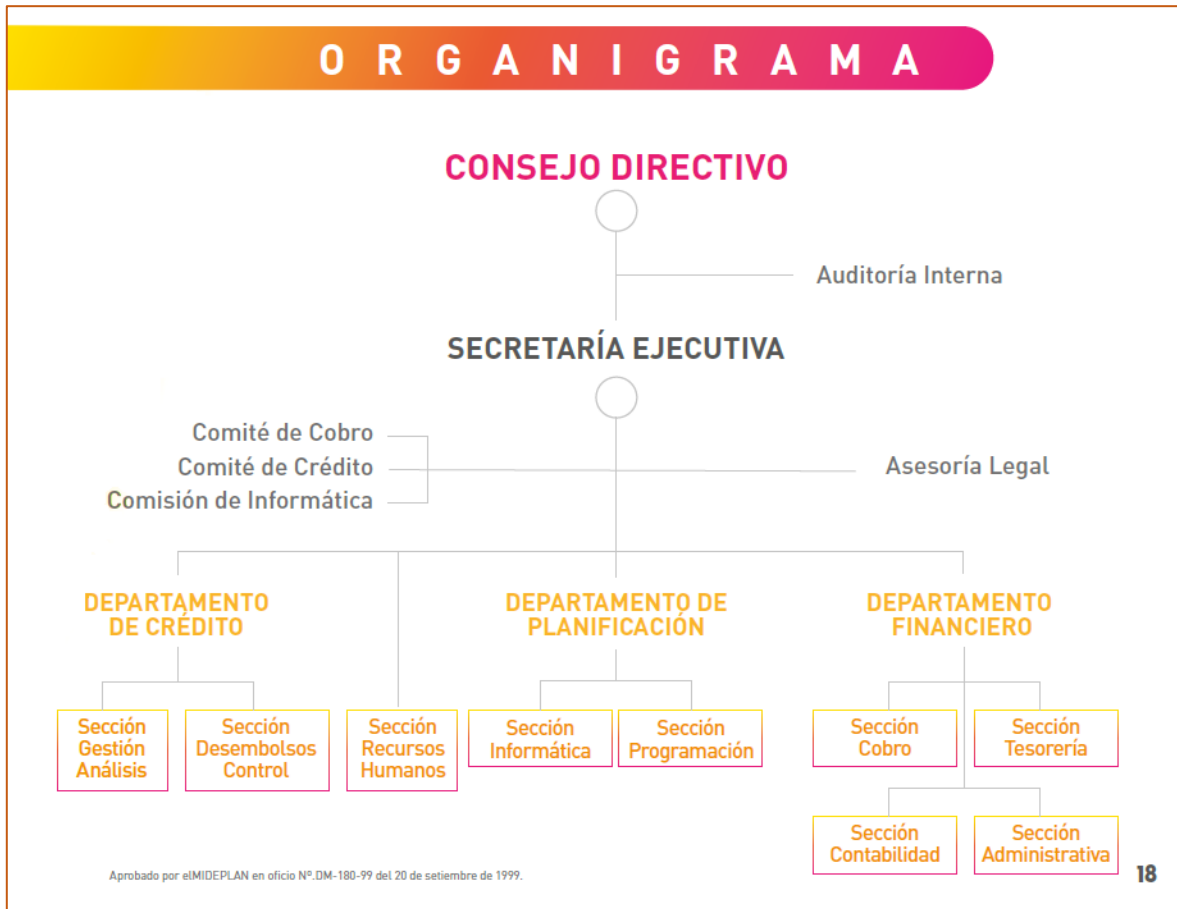 ORGANIGRAMA
CONSEJO DIRECTIVO
Auditoría Interna
SECRETARÍA EJECUTIVA
Comité de Cobro
Comité de Crédito
Comisión de Informática
Asesoría Legal
DEPARTAMENTO
DE CRÉDITO
DEPARTAMENTO DE
PLANIFICACIÓN
DEPARTAMENTO
FINANCIERO
Sección
Gestión
Análisis
Sección
Desembolsos
Control
Sección
Recursos
Humanos
Sección
Informática
Sección
Programación
Sección
Cobro
Sección
Tesorería
Sección
Contabilidad
Sección
Administrativa
Aprobado por elMIDEPLAN en oficio Nº.DM-180-99 del 20 de setiembre de 1999.
18